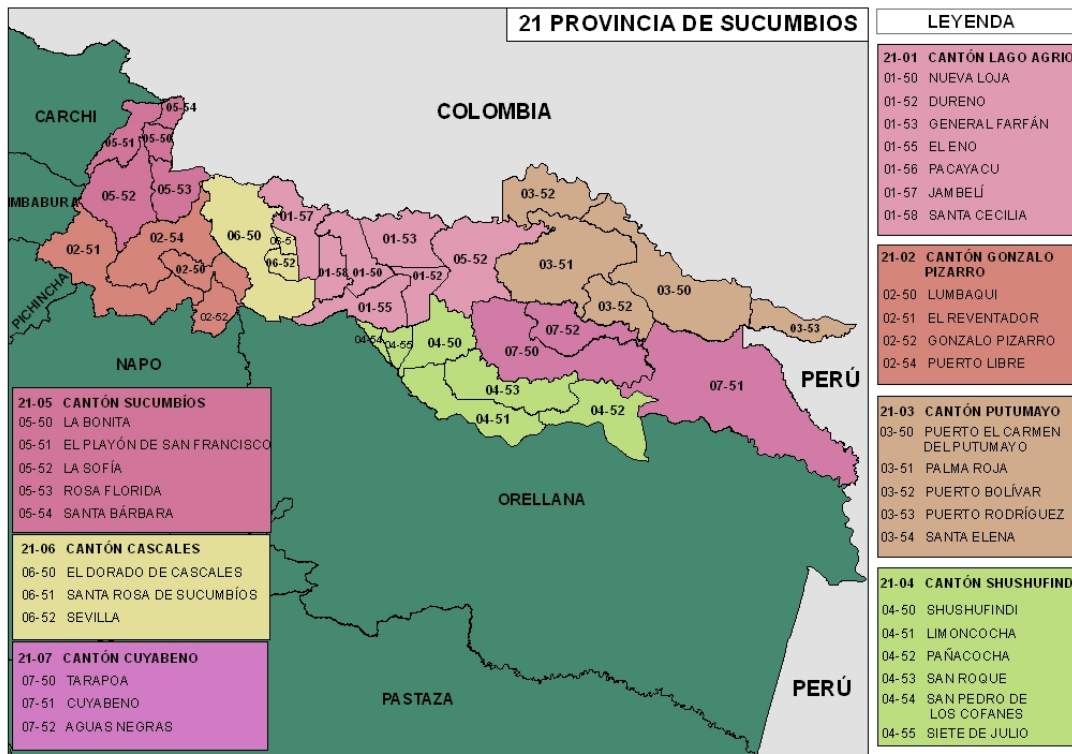 21 PROVINCIA DE SUCUMBIOS
LEYENDA
COLOMBIA
CARCHI
IMBABURA
PICHINCHA
NAPO
ORELLANA
PASTAZA
PERÚ
PERÚ
05-54
05-51
05-50
05-52
05-53
02-51
02-54
02-50
02-52
06-50
06-51
06-52
01-57
01-53
01-58
01-50
01-52
01-55
05-52
03-52
03-51
03-50
03-52
03-53
04-54
04-55
04-50
04-53
04-51
04-52
07-52
07-50
07-51
21-01 CANTÓN LAGO AGRIO
01-50 NUEVA LOJA
01-52 DURENO
01-53 GENERAL FARFÁN
01-55 EL ENO
01-56 PACAYACU
01-57 JAMBELÍ
01-58 SANTA CECILIA
21-02 CANTÓN GONZALO
PIZARRO
02-50 LUMBAQUI
02-51 EL REVENTADOR
02-52 GONZALO PIZARRO
02-54 PUERTO LIBRE
21-03 CANTÓN PUTUMAYO
03-50 PUERTO EL CARMEN
DEL PUTUMAYO
03-51 PALMA ROJA
03-52 PUERTO BOLÍVAR
03-53 PUERTO RODRÍGUEZ
03-54 SANTA ELENA
21-04 CANTÓN SHUSHUFIND
04-50 SHUSHUFINDI
04-51 LIMONCOCHA
04-52 PAÑACOCHA
04-53 SAN ROQUE
04-54 SAN PEDRO DE
LOS COFANES
04-55 SIETE DE JULIO
21-05 CANTÓN SUCUMBÍOS
05-50 LA BONITA
05-51 EL PLAYÓN DE SAN FRANCISCO
05-52 LA SOFÍA
05-53 ROSA FLORIDA
05-54 SANTA BÁRBARA
21-06 CANTÓN CASCALES
06-50 EL DORADO DE CASCALES
06-51 SANTA ROSA DE SUCUMBÍOS
06-52 SEVILLA
21-07 CANTÓN CUYABENO
07-50 TARAPOA
07-51 CUYABENO
07-52 AGUAS NEGRAS